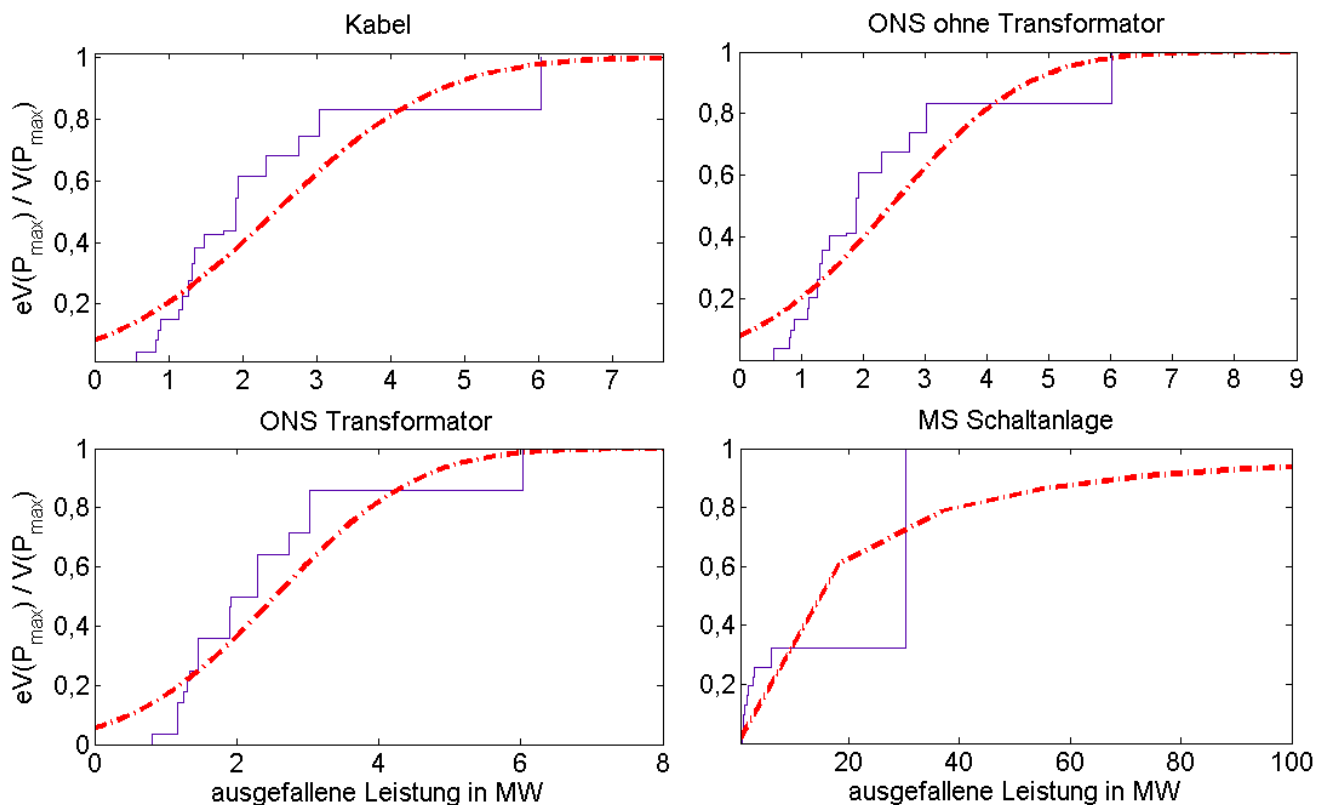 Kabel
eV(P_max) / V(P_max)
1
0,8
0,6
0,4
0,2
0 1 2 3 4 5 6 7
ONS ohne Transformator
1
0,8
0,6
0,4
0,2
0 1 2 3 4 5 6 7 8 9
ONS Transformator
eV(P_max) / V(P_max)
1
0,8
0,6
0,4
0,2
0
0 2 4 6 8
ausgefallene Leistung in MW
MS Schaltanlage
1
0,8
0,6
0,4
0,2
20 40 60 80 100
ausgefallene Leistung in MW